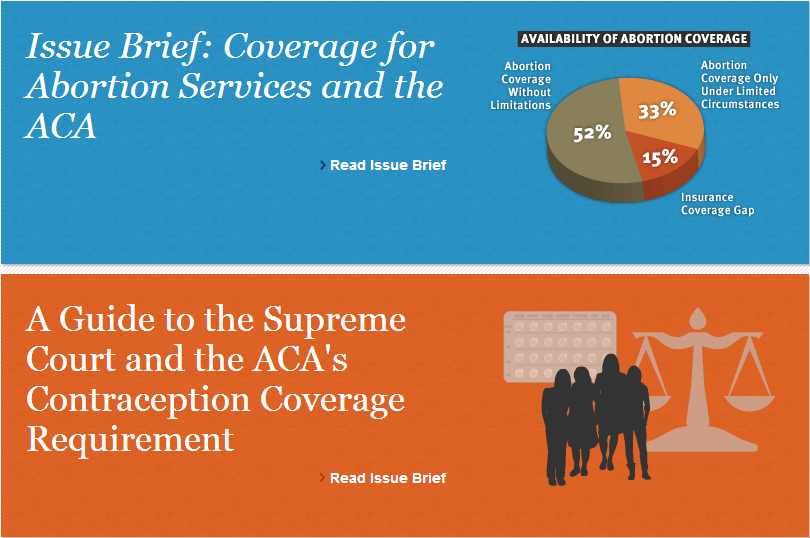 Issue Brief: Coverage for
Abortion Services and the
ACA
› Read Issue Brief
AVAILABILITY OF ABORTION COVERAGE
Abortion
Coverage
Without
Limitations
52%
33%
15%
Abortion
Coverage Only
Under Limited
Circumstances
Insurance
Coverage Gap
A Guide to the Supreme
Court and the ACA's
Contraception Coverage
Requirement
› Read Issue Brief